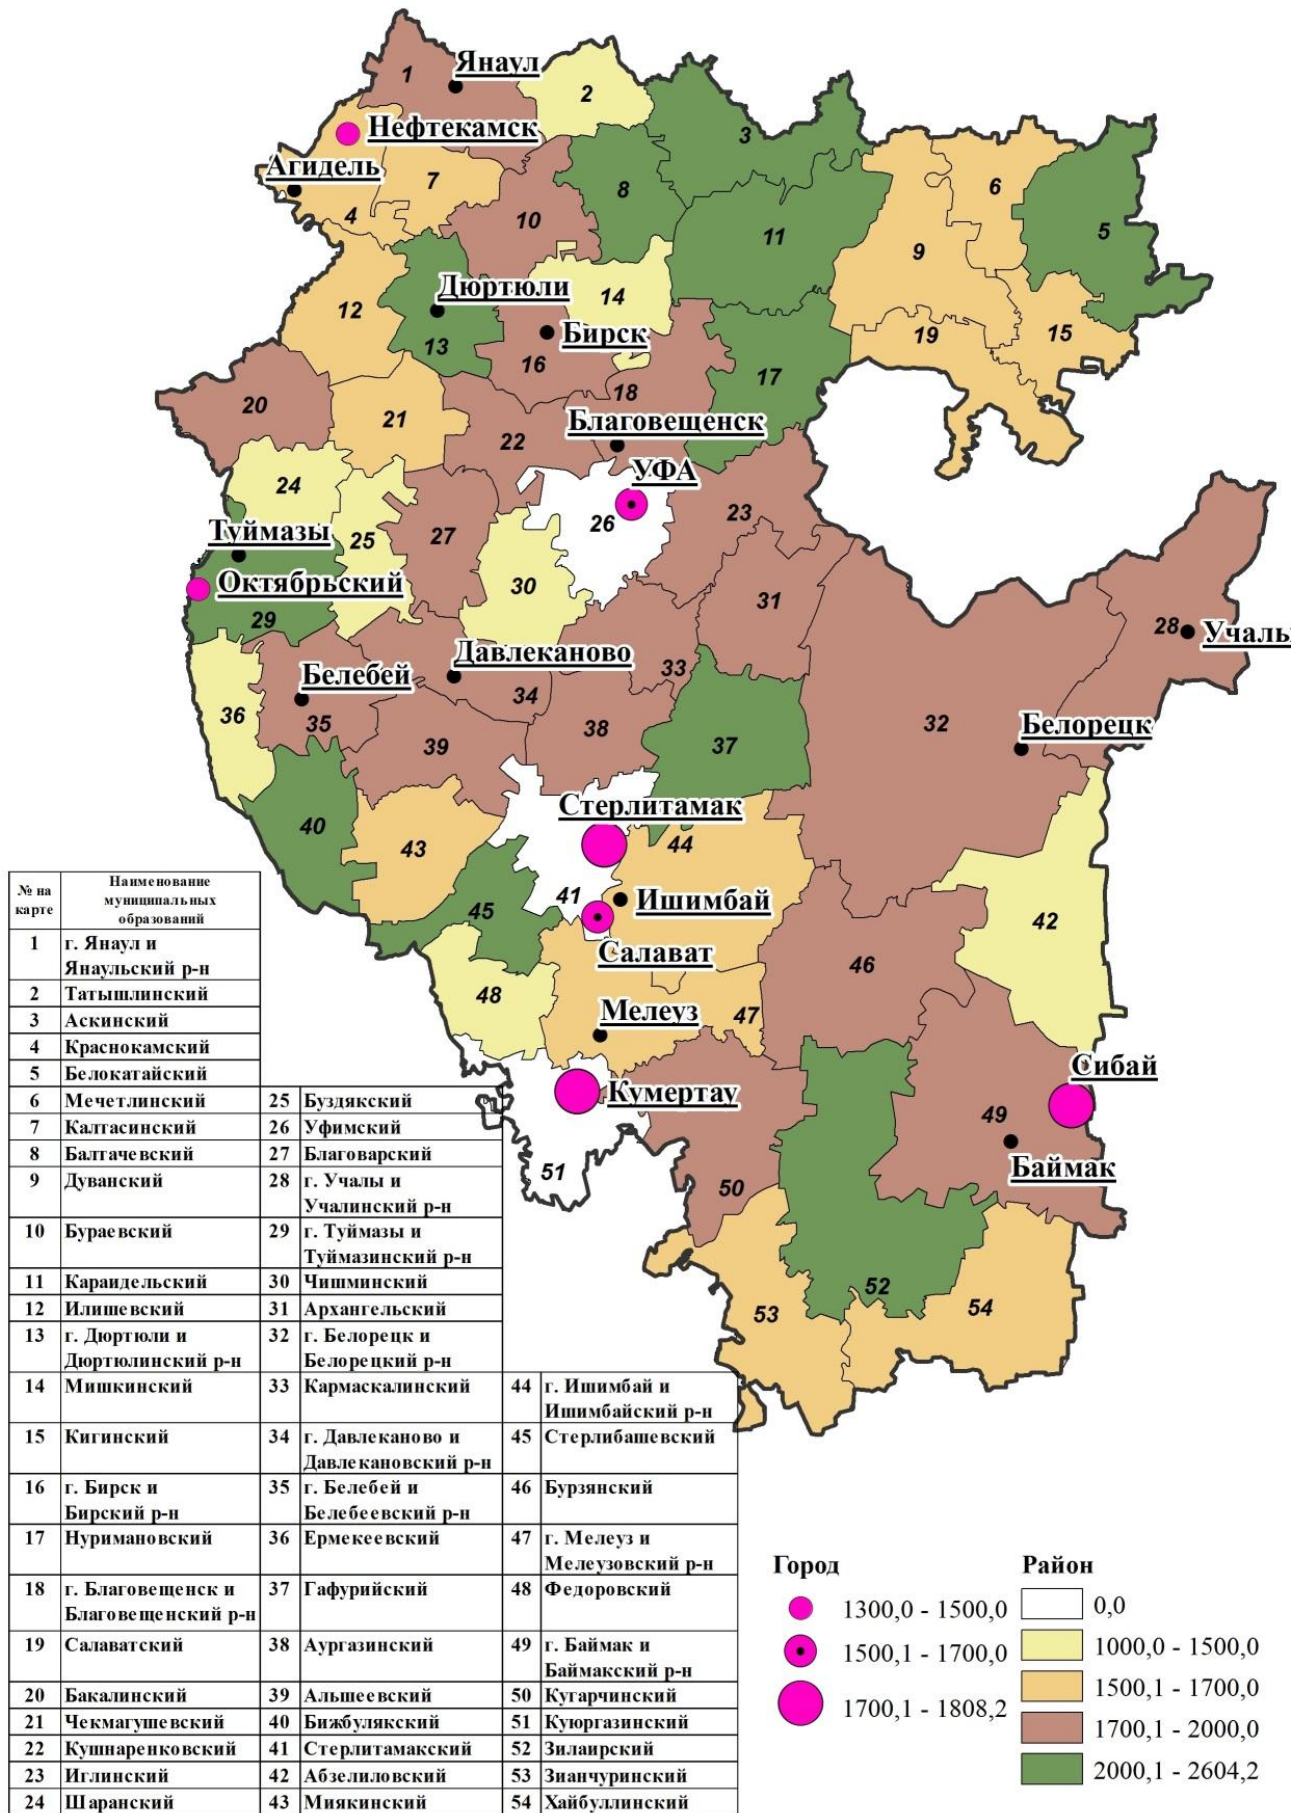 1
Янаул
2
3
Нефтекамск
Агидель
7
4
8
10
6
5
11
9
Дюртюли
14
12
13
Бирск
16
19
15
17
18
20
21
22
Благовещенск
УФА
24
23
26
Туймазы
25
27
30
Октябрьский
31
29
28
Учалы
Давлеканово
33
Белебей
34
36
35
32
Белорецк
38
37
39
Стерлитамак
40
43
44
41
Ишимбай
45
42
Салават
46
48
Мелеуз
47
Сибай
Кумертау
49
Баймак
51
50
52
53
54
№ на карте
Наименование муниципальных образований
1 г. Янаул и
Янаульский р-н
2 Татышлинский
3 Аскинский
4 Краснокамский
5 Белокатайский
6 Мечетлинский 25 Буздякский
7 Калтасинский 26 Уфимский
8 Балтачевский 27 Благоварский
9 Дуванский 28 г. Учалы и
Учалинский р-н
10 Бураевский 29 г. Туймазы и
Туймазинский р-н
11 Караидельский 30 Чишминский
12 Илишевский 31 Архангельский
13 г. Дюртюли и 32 г. Белорецк и
Дюртюлинский р-н Белорецкий р-н
14 Мишкинский 33 Кармаскалинский 44 г. Ишимбай и
Ишимбайский р-н
15 Кигинский 34 г. Давлеканово и 45 Стерлибашевский
Давлекановский р-н
16 г. Бирск и 35 г. Белебей и 46 Бурзянский
Бирский р-н Белебеевский р-н
17 Нуримановский 36 Ермекеевский 47 г. Мелеуз и
Мелеузовский р-н
18 г. Благовещенск и 37 Гафурийский 48 Федоровский
Благовещенский р-н
19 Салаватский 38 Аургазинский 49 г. Баймак и
Баймакский р-н
20 Бакалинский 39 Альшеевский 50 Кугарчинский
21 Чекмагушевский 40 Бижбулякский 51 Куюргазинский
22 Кушнаренковский 41 Стерлитамакский 52 Зилаирский
23 Иглинский 42 Абзелиловский 53 Зианчуринский
24 Шаранский 43 Миякинский 54 Хайбуллинский
Город
1300,0 - 1500,0
1500,1 - 1700,0
1700,1 - 1808,2
Район
0,0
1000,0 - 1500,0
1500,1 - 1700,0
1700,1 - 2000,0
2000,1 - 2604,2